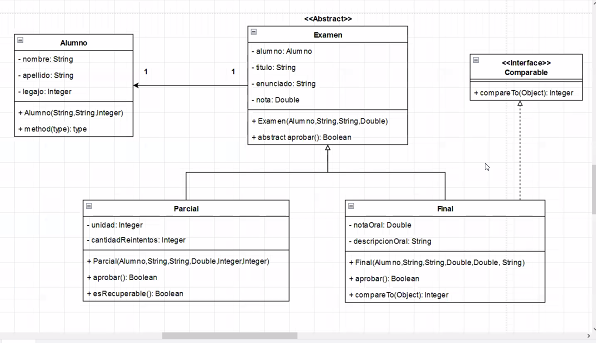 <<Abstract>>
Examen
- alumno: Alumno
- titulo: String
- enunciado: String
- nota: Double
+ Examen(Alumno,String,String,Double)
+ abstract aprobar(): Boolean
Alumno
- nombre: String
- apellido: String
- legajo: Integer
+ Alumno(String,String,Integer)
+ method(type): type
1
1
<<Interface>>
Comparable
+ compareTo(Object): Integer
Parcial
- unidad: Integer
- cantidadReintentos: Integer
+ Parcial(Alumno,String,String,Double,Integer,Integer)
+ aprobar(): Boolean
+ esRecuperable(): Boolean
Final
- notaOral: Double
- descripcionOral: String
+ Final(Alumno,String,String,Double,Double, String)
+ aprobar(): Boolean
+ compareTo(Object): Integer